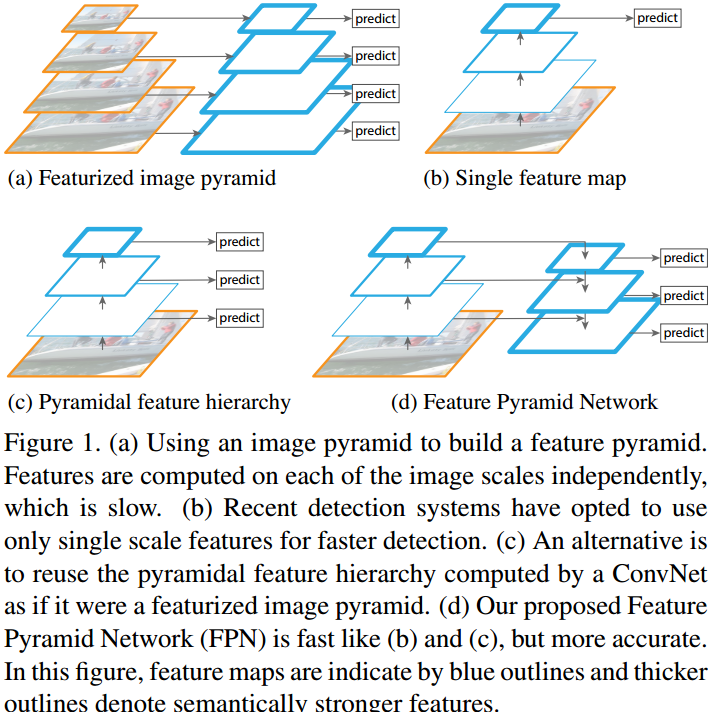 predict
predict
predict
predict
predict
(a) Featurized image pyramid
(b) Single feature map
predict
predict
predict
predict
predict
predict
(c) Pyramidal feature hierarchy
(d) Feature Pyramid Network
Figure 1. (a) Using an image pyramid to build a feature pyramid.
Features are computed on each of the image scales independently,
which is slow. (b) Recent detection systems have opted to use
only single scale features for faster detection. (c) An alternative is
to reuse the pyramidal feature hierarchy computed by a ConvNet
as if it were a featurized image pyramid. (d) Our proposed Feature
Pyramid Network (FPN) is fast like (b) and (c), but more accurate.
In this figure, feature maps are indicate by blue outlines and thicker
outlines denote semantically stronger features.